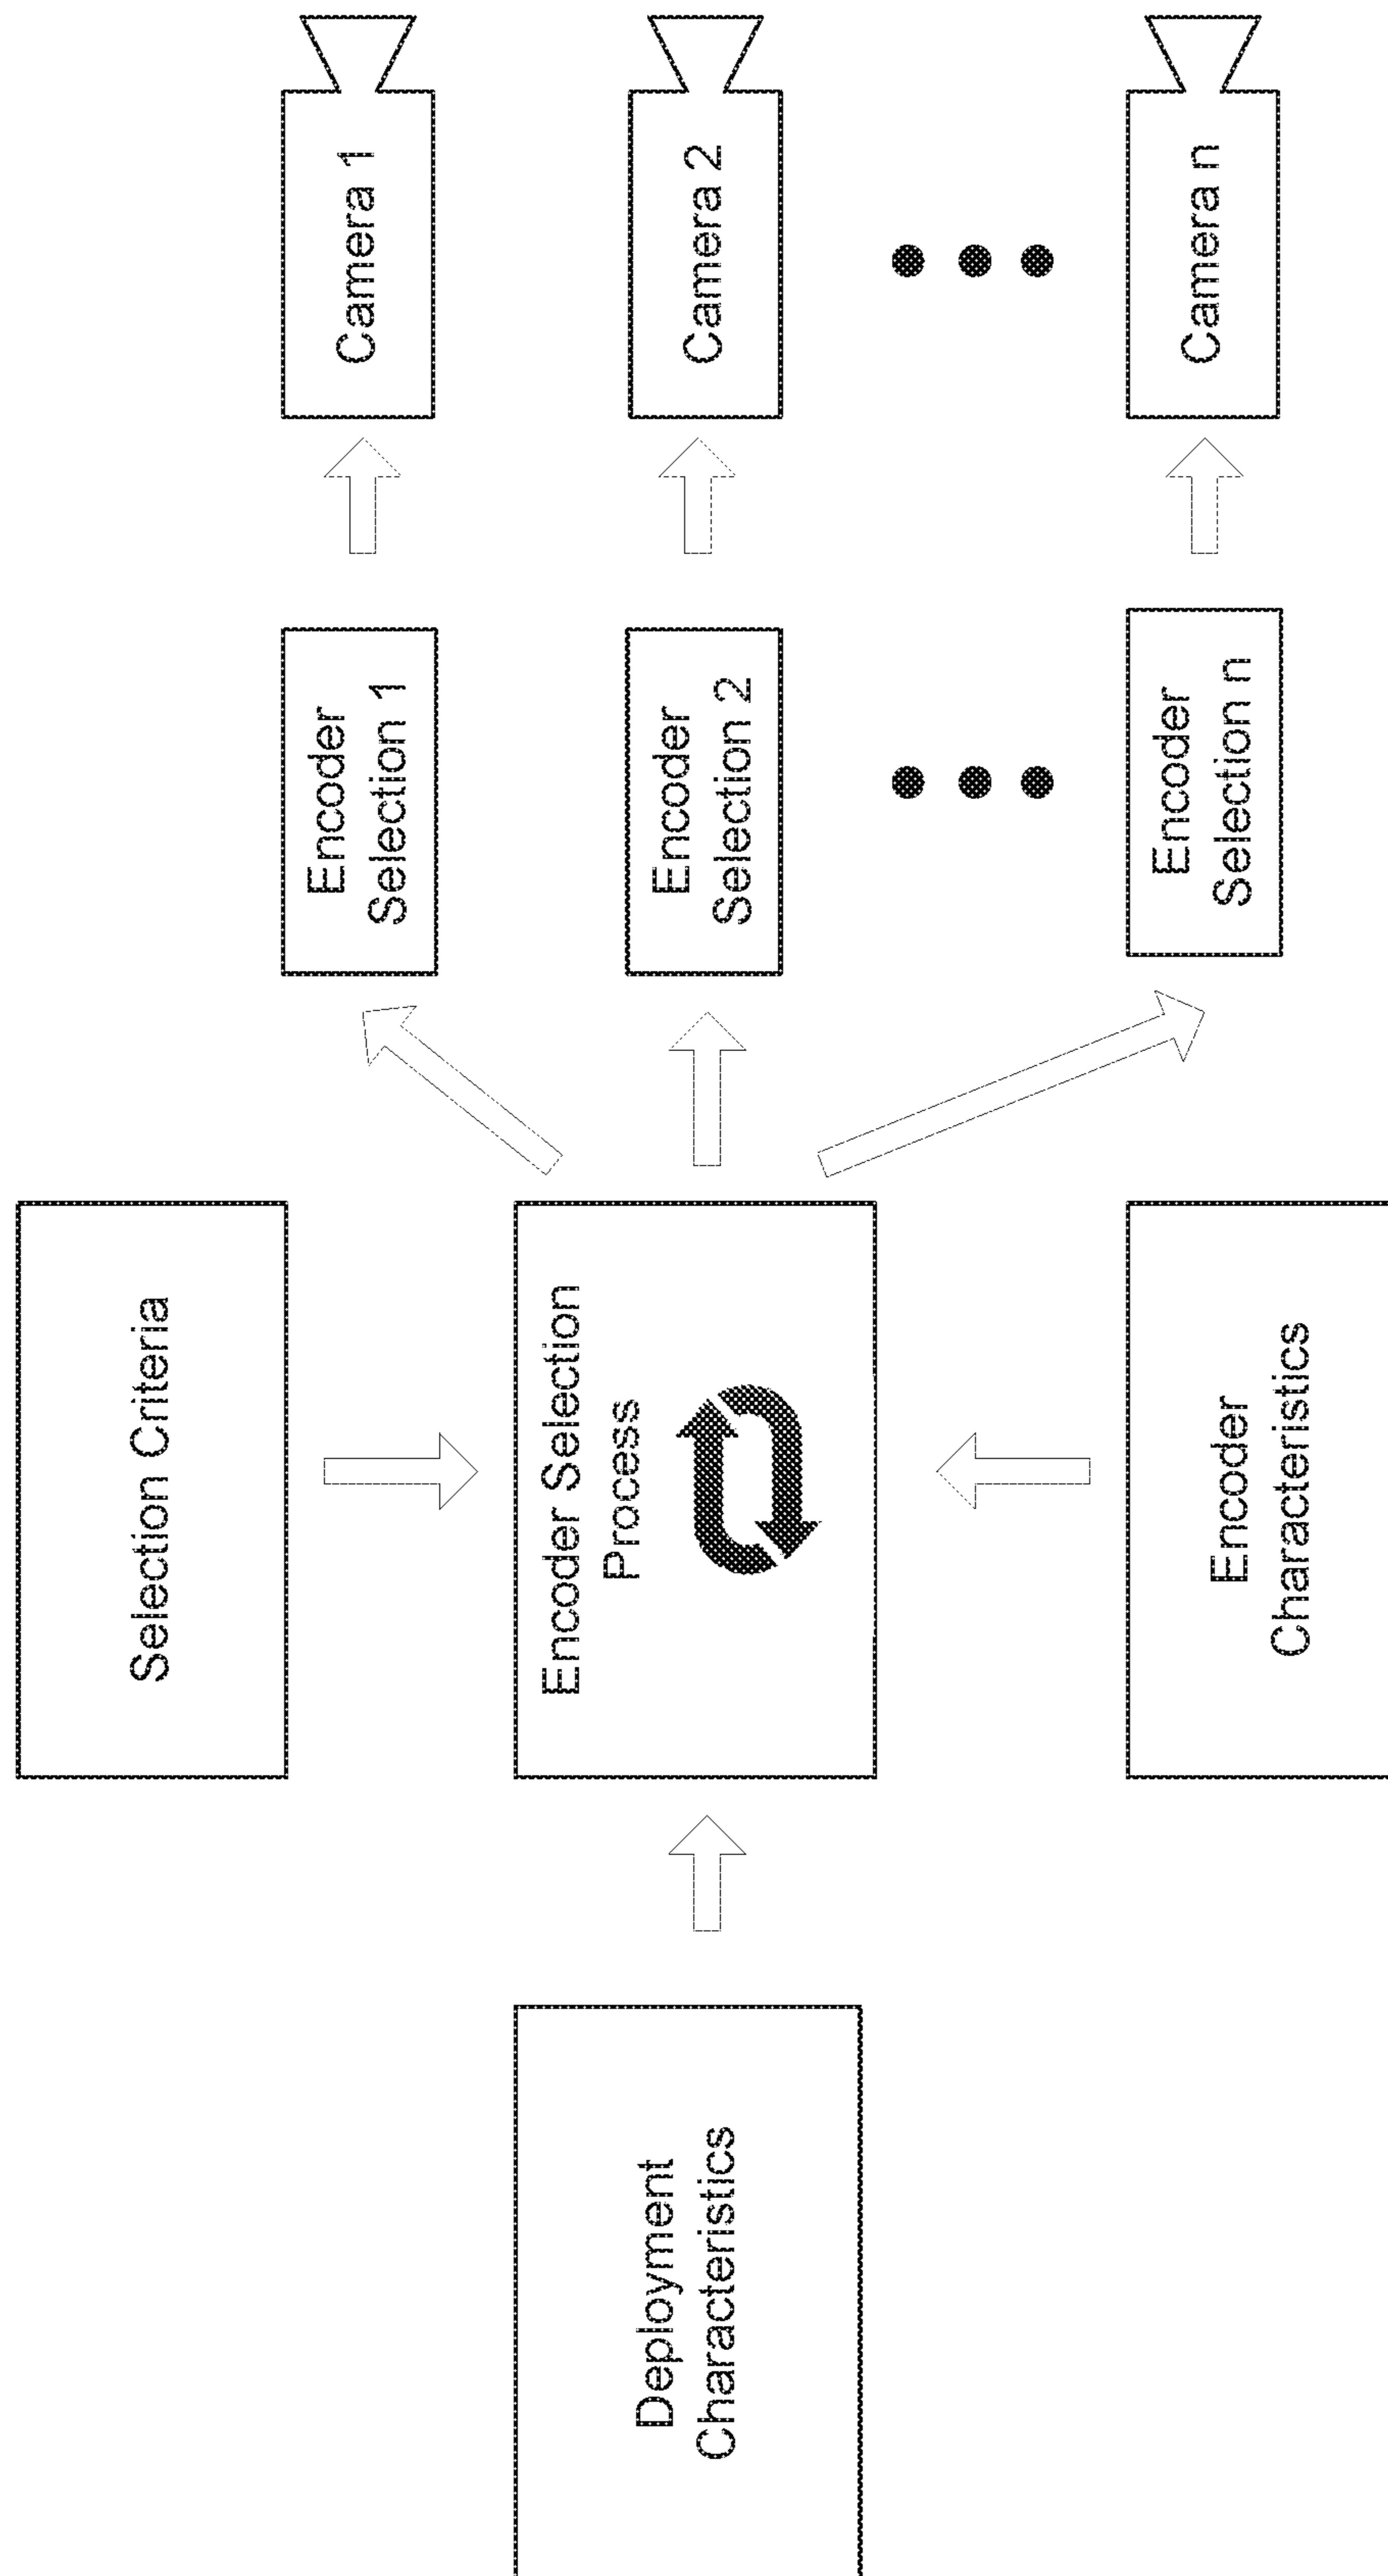 Selection Criteria
Deployment
Characteristics
Encoder Selection
Process
Encoder
Characteristics
Encoder
Selection 1
Camera 1
Encoder
Selection 2
Camera 2
Encoder
Selection n
Camera n